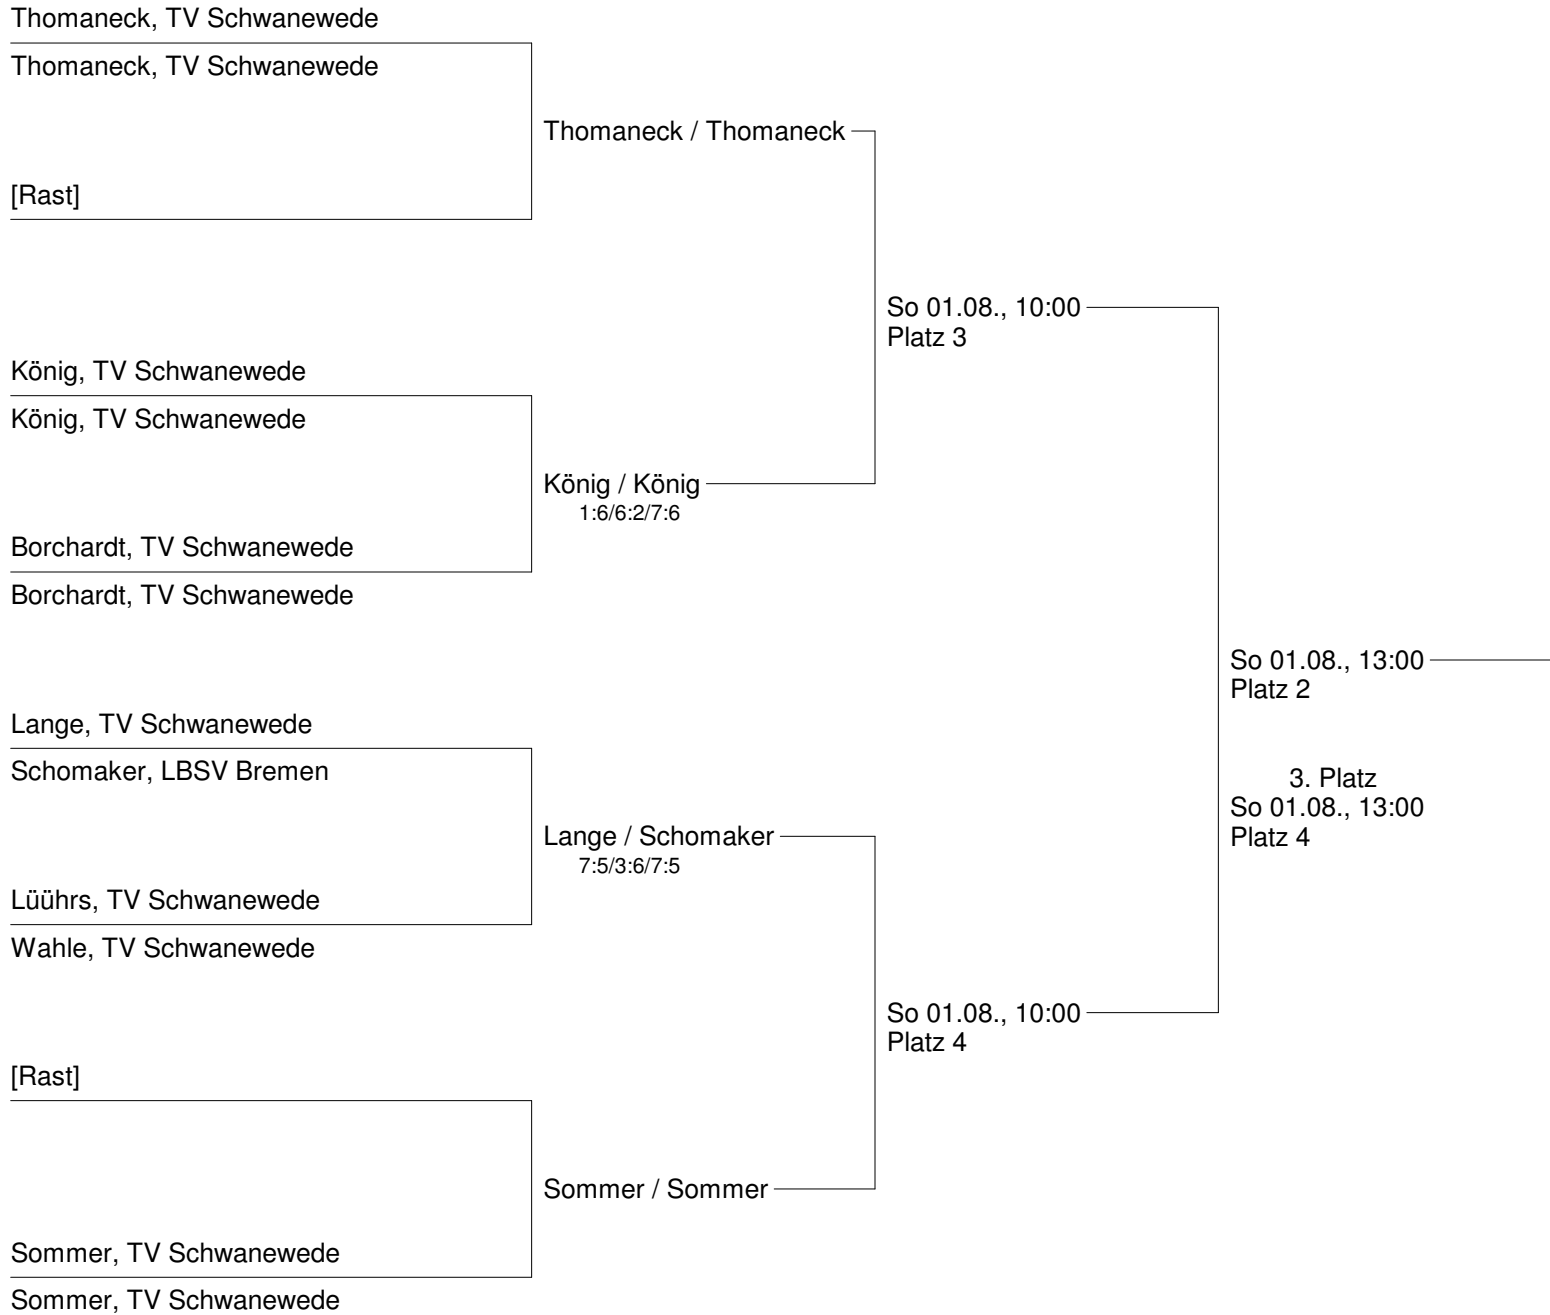 Thomaneck, TV Schwanewede
Thomaneck, TV Schwanewede
Thomaneck / Thomaneck
[Rast]
So 01.08., 10:00
Platz 3
König, TV Schwanewede
König, TV Schwanewede
König / König
1:6/6:2/7:6
Borchardt, TV Schwanewede
Borchardt, TV Schwanewede
So 01.08., 13:00
Platz 2
Lange, TV Schwanewede
Schomaker, LBSV Bremen
3. Platz
So 01.08., 13:00
Platz 4
Lange / Schomaker
7:5/3:6/7:5
Lüührs, TV Schwanewede
Wahle, TV Schwanewede
So 01.08., 10:00
Platz 4
[Rast]
Sommer / Sommer
Sommer, TV Schwanewede
Sommer, TV Schwanewede